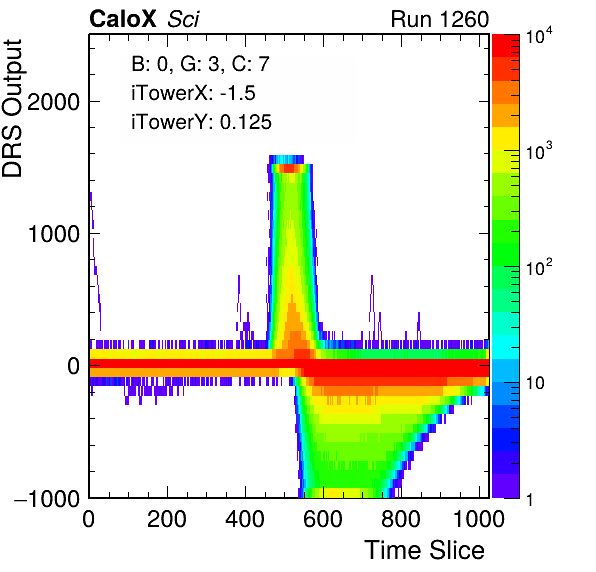 CaloX Sci Run 1260
B: 0, G: 3, C: 7
iTowerX: -1.5
iTowerY: 0.125
DRS Output
2000
1000
0
−1000
0 200 400 600 800 1000
Time Slice
10⁴
10³
10²
10
1